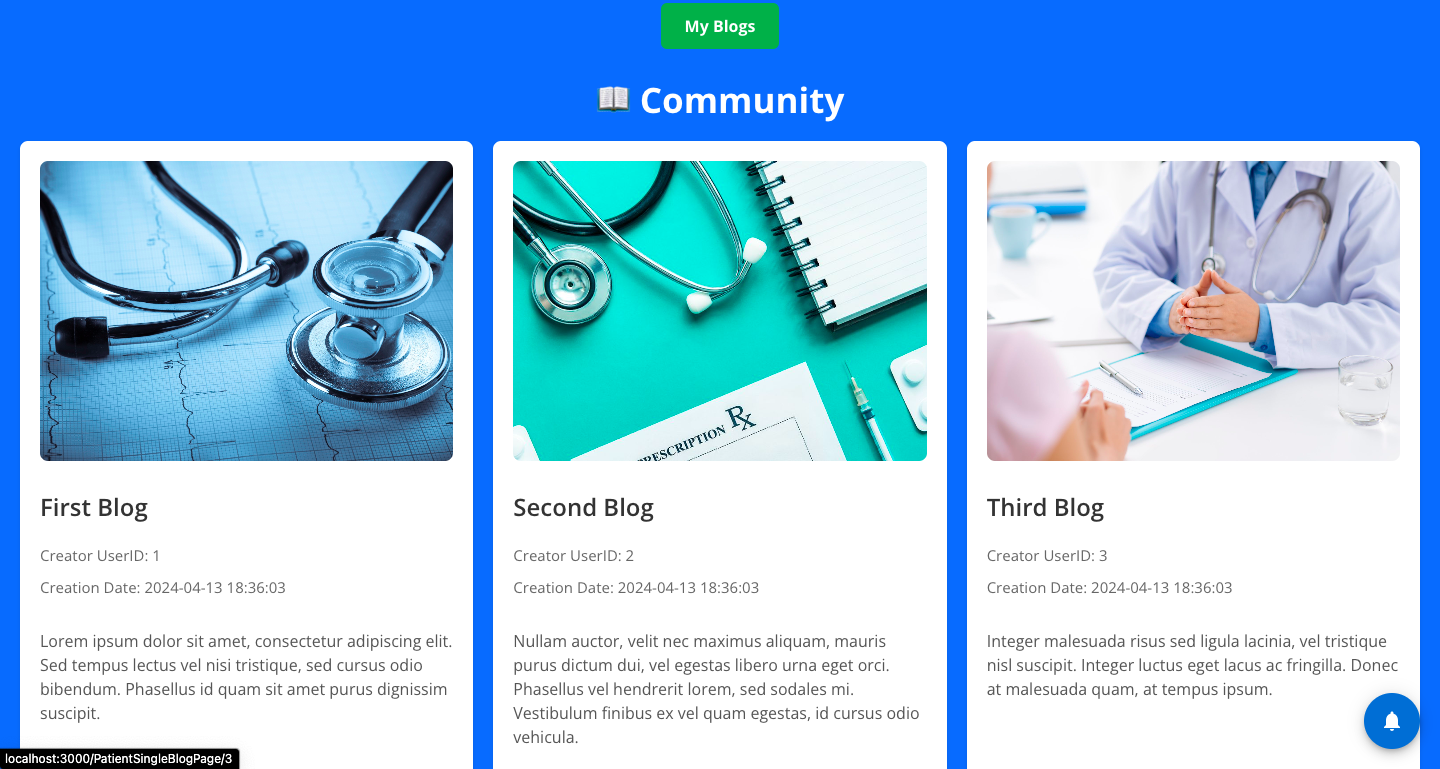 My Blogs
📖 Community
PRESCRIPTION Rx
First Blog
Creator UserID: 1
Creation Date: 2024-04-13 18:36:03
Lorem ipsum dolor sit amet, consectetur adipiscing elit.
Sed tempus lectus vel nisi tristique, sed cursus odio
bibendum. Phasellus id quam sit amet purus dignissim
suscipit.
Second Blog
Creator UserID: 2
Creation Date: 2024-04-13 18:36:03
Nullam auctor, velit nec maximus aliquam, mauris
purus dictum dui, vel egestas libero urna eget orci.
Phasellus vel hendrerit lorem, sed sodales mi.
Vestibulum finibus ex vel quam egestas, id cursus odio
vehicula.
Third Blog
Creator UserID: 3
Creation Date: 2024-04-13 18:36:03
Integer malesuada risus sed ligula lacinia, vel tristique
nisl suscipit. Integer luctus eget lacus ac fringilla. Donec
at malesuada quam, at tempus ipsum.
localhost:3000/PatientSingleBlogPage/3